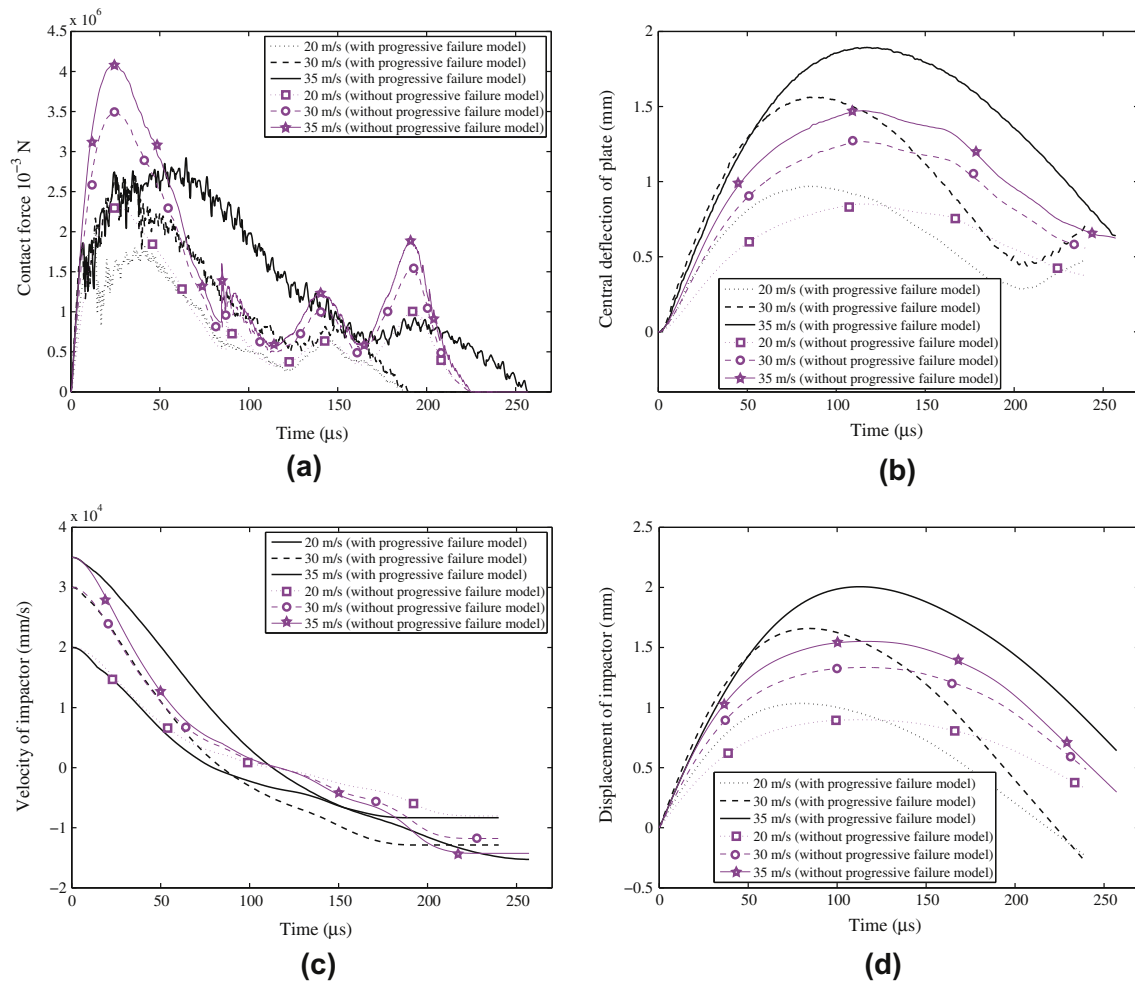 x 10⁶
4.5
4
3.5
3
2.5
2
1.5
1
0.5
0
Contact force 10⁻³ N
20 m/s (with progressive failure model)
30 m/s (with progressive failure model)
35 m/s (with progressive failure model)
20 m/s (without progressive failure model)
30 m/s (without progressive failure model)
35 m/s (without progressive failure model)
0 50 100 150 200 250
Time (μs)
(a)
2
1.5
1
0.5
0
Central deflection of plate (mm)
20 m/s (with progressive failure model)
30 m/s (with progressive failure model)
35 m/s (with progressive failure model)
20 m/s (without progressive failure model)
30 m/s (without progressive failure model)
35 m/s (without progressive failure model)
0 50 100 150 200 250
Time (μs)
(b)
x 10⁴
4
3
2
1
0
−1
−2
Velocity of impactor (mm/s)
20 m/s (with progressive failure model)
30 m/s (with progressive failure model)
35 m/s (with progressive failure model)
20 m/s (without progressive failure model)
30 m/s (without progressive failure model)
35 m/s (without progressive failure model)
0 50 100 150 200 250
Time (μs)
(c)
2.5
2
1.5
1
0.5
0
−0.5
Displacement of impactor (mm)
20 m/s (with progressive failure model)
30 m/s (with progressive failure model)
35 m/s (with progressive failure model)
20 m/s (without progressive failure model)
30 m/s (without progressive failure model)
35 m/s (without progressive failure model)
0 50 100 150 200 250
Time (μs)
(d)